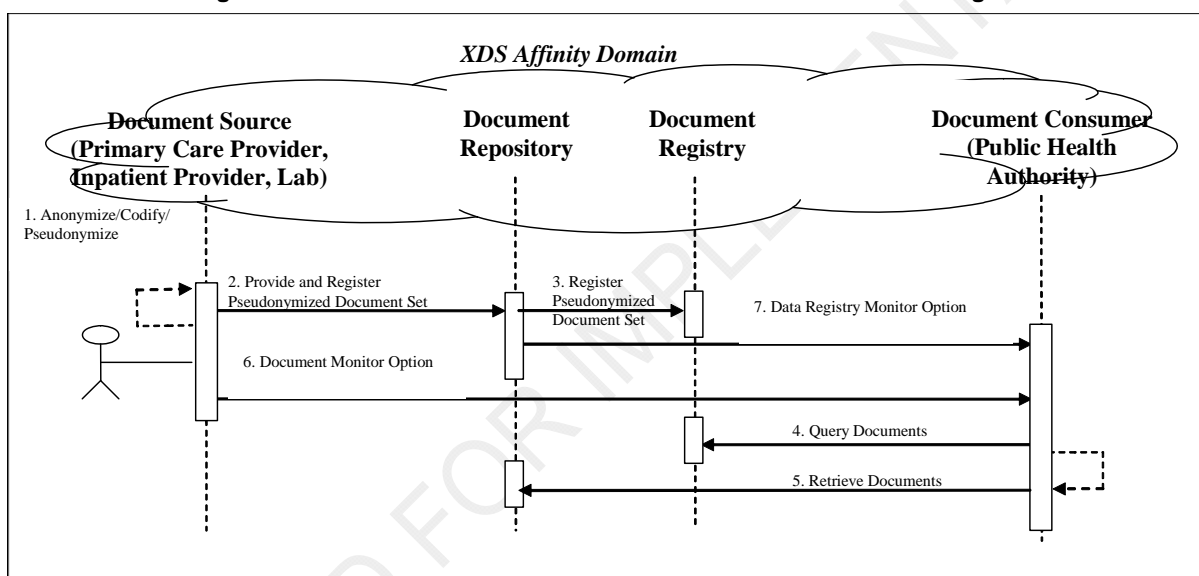 XDS Affinity Domain
Document Source
(Primary Care Provider,
Inpatient Provider, Lab)
Document
Repository
Document
Registry
Document Consumer
(Public Health
Authority)
1. Anonymize/Codify/
Pseudonymize
2. Provide and Register
Pseudonymized Document Set
3. Register
Pseudonymized
Document Set
7. Data Registry Monitor Option
6. Document Monitor Option
4. Query Documents
5. Retrieve Documents
FOR